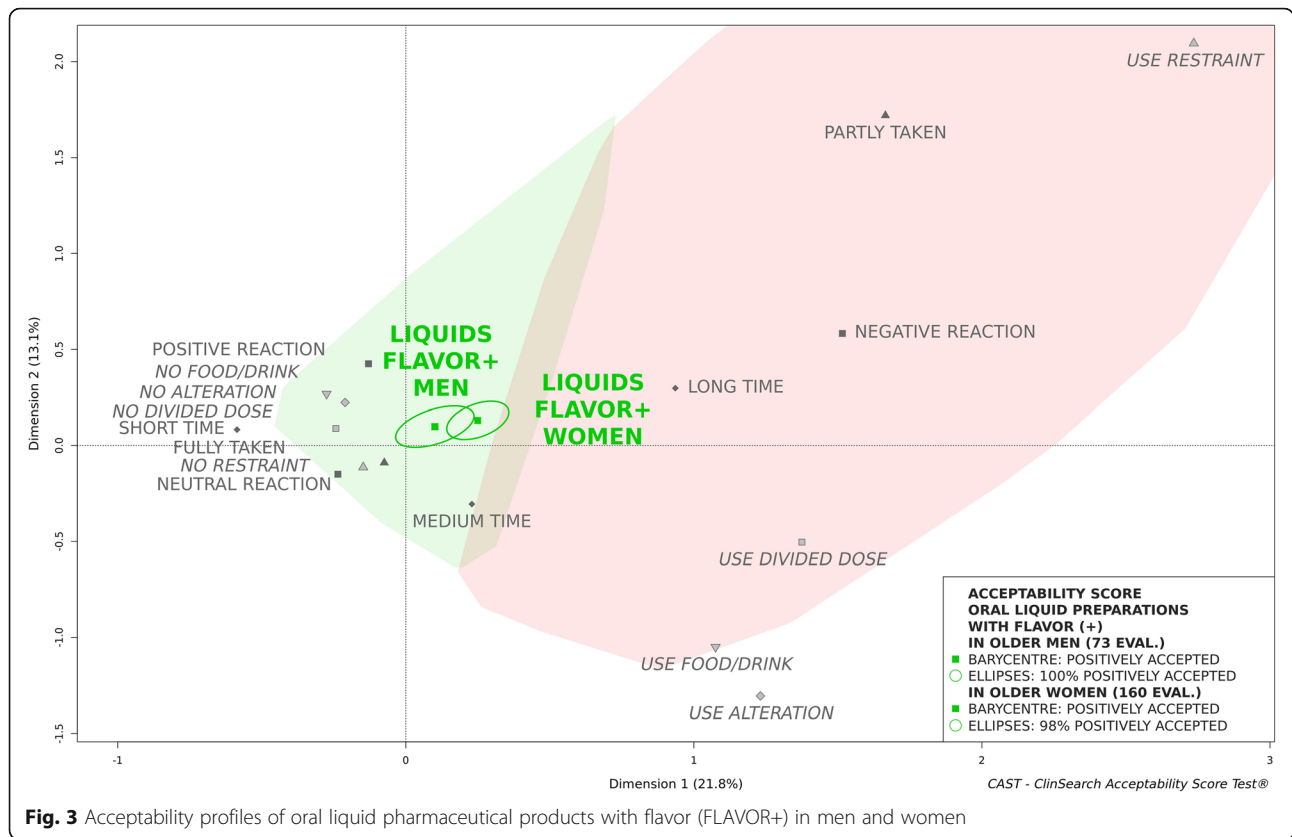 2.0
1.5
1.0
0.5
0.0
-0.5
-1.0
-1.5
Dimension 2 (13.1%)
USE RESTRAINT
PARTLY TAKEN
NEGATIVE REACTION
LONG TIME
LIQUIDS
FLAVOR+
MEN
LIQUIDS
FLAVOR+
WOMEN
POSITIVE REACTION
NO FOOD/DRINK
NO ALTERATION
NO DIVIDED DOSE
SHORT TIME
FULLY TAKEN
NO RESTRAINT
NEUTRAL REACTION
MEDIUM TIME
USE DIVIDED DOSE
USE FOOD/DRINK
USE ALTERATION
ACCEPTABILITY SCORE
ORAL LIQUID PREPARATIONS
WITH FLAVOR (+)
IN OLDER MEN (73 EVAL.)
BARYCENTRE: POSITIVELY ACCEPTED
ELLIPSES: 100% POSITIVELY ACCEPTED
IN OLDER WOMEN (160 EVAL.)
BARYCENTRE: POSITIVELY ACCEPTED
ELLIPSES: 98% POSITIVELY ACCEPTED
-1 0 1 2 3
Dimension 1 (21.8%)
CAST - ClinSearch Acceptability Score Test®
Fig. 3 Acceptability profiles of oral liquid pharmaceutical products with flavor (FLAVOR+) in men and women